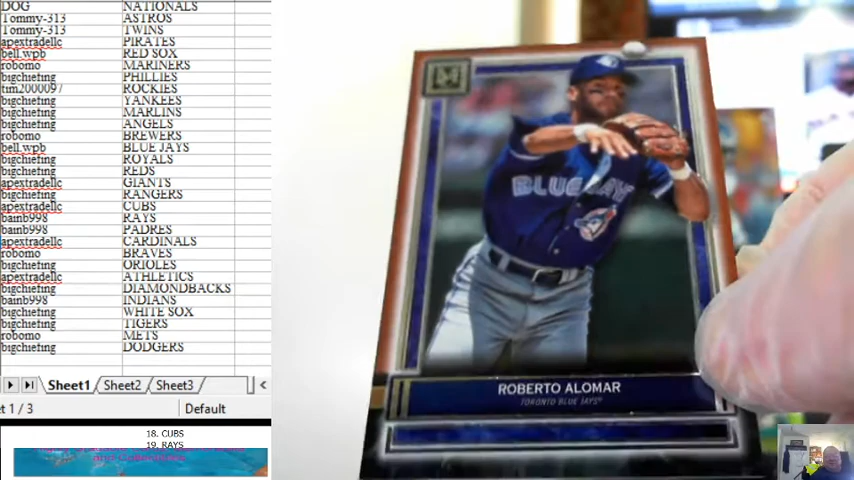 DOG NATIONALS
Tommy-313 ASTROS
Tommy-313 TWINS
apextradellc PIRATES
bell.wpb RED SOX
robomo MARINERS
bigchiefing PHILLIES
tim2000097 ROCKIES
bigchiefing YANKEES
bigchiefing MARLINS
bigchiefing ANGELS
robomo BREWERS
bell.wpb BLUE JAYS
bigchiefing ROYALS
bigchiefing REDS
apextradellc GIANTS
bigchiefing RANGERS
apextradellc CUBS
bainb998 RAYS
bainb998 PADRES
apextradellc CARDINALS
robomo BRAVES
bigchiefing ORIOLES
apextradellc ATHLETICS
bigchiefing DIAMONDBACKS
bainb998 INDIANS
bigchiefing WHITE SOX
bigchiefing TIGERS
robomo METS
bigchiefing DODGERS
Sheet1 Sheet2 Sheet3
t 1 / 3 Default
18. CUBS
19. RAYS
BLUE JAYS
ROBERTO ALOMAR
TORONTO BLUE JAYS